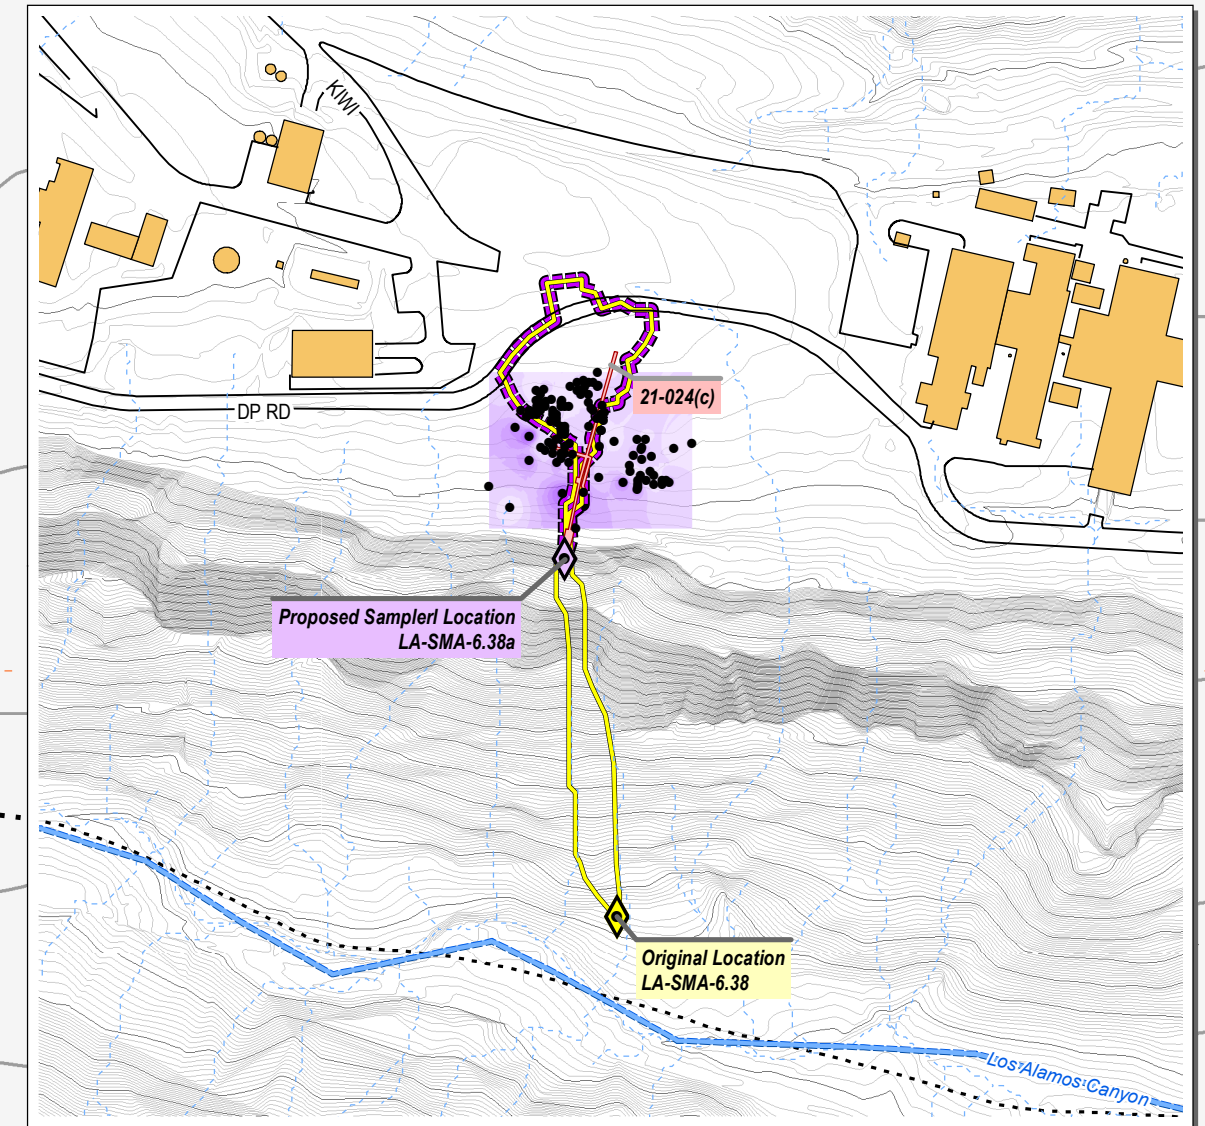 KIWI
21-024(c)
DP RD
Proposed Samplerl Location
LA-SMA-6.38a
Original Location
LA-SMA-6.38
Los Alamos Canyon